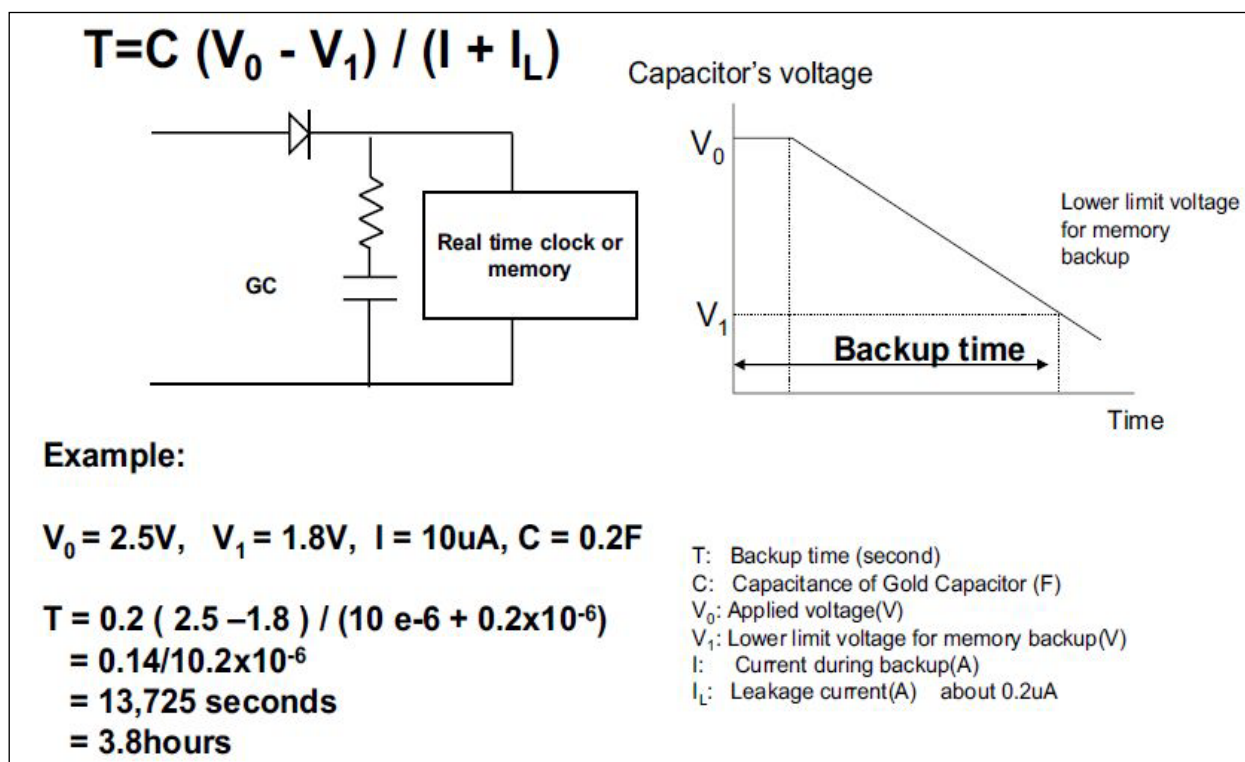 T=C (V₀ - V₁) / (I + I_L)
Capacitor's voltage
V₀
Lower limit voltage
for memory
backup
Real time clock or
memory
GC
V₁
Backup time
Time
Example:
V₀ = 2.5V, V₁ = 1.8V, I = 10uA, C = 0.2F
T = 0.2 ( 2.5 –1.8 ) / (10 e-6 + 0.2x10⁻⁶)
= 0.14/10.2x10⁻⁶
= 13,725 seconds
= 3.8hours
T: Backup time (second)
C: Capacitance of Gold Capacitor (F)
V₀: Applied voltage(V)
V₁: Lower limit voltage for memory backup(V)
I: Current during backup(A)
I_L: Leakage current(A) about 0.2uA